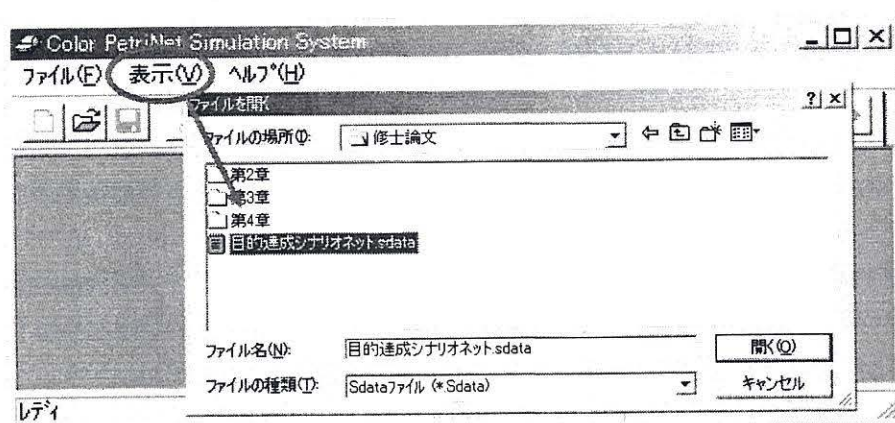 Color PetriNet Simulation System
ファイル(F) 表示(V) ヘルプ(H)
ファイルを開く
ファイルの場所(I): 修士論文
第2章
第3章
第4章
目的達成シナリオネット.sdata
ファイル名(N): 目的達成シナリオネット.sdata 開く(O)
ファイルの種類(T): Sdataファイル (*.Sdata) キャンセル
レディ